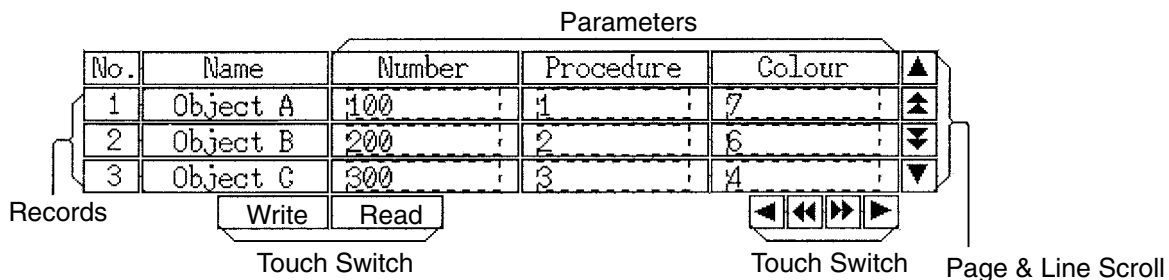 Parameters
No. Name Number Procedure Colour
1 Object A 100 1 7
2 Object B 200 2 6
3 Object C 300 3 4
Records
Write Read
Touch Switch Touch Switch Page & Line Scroll